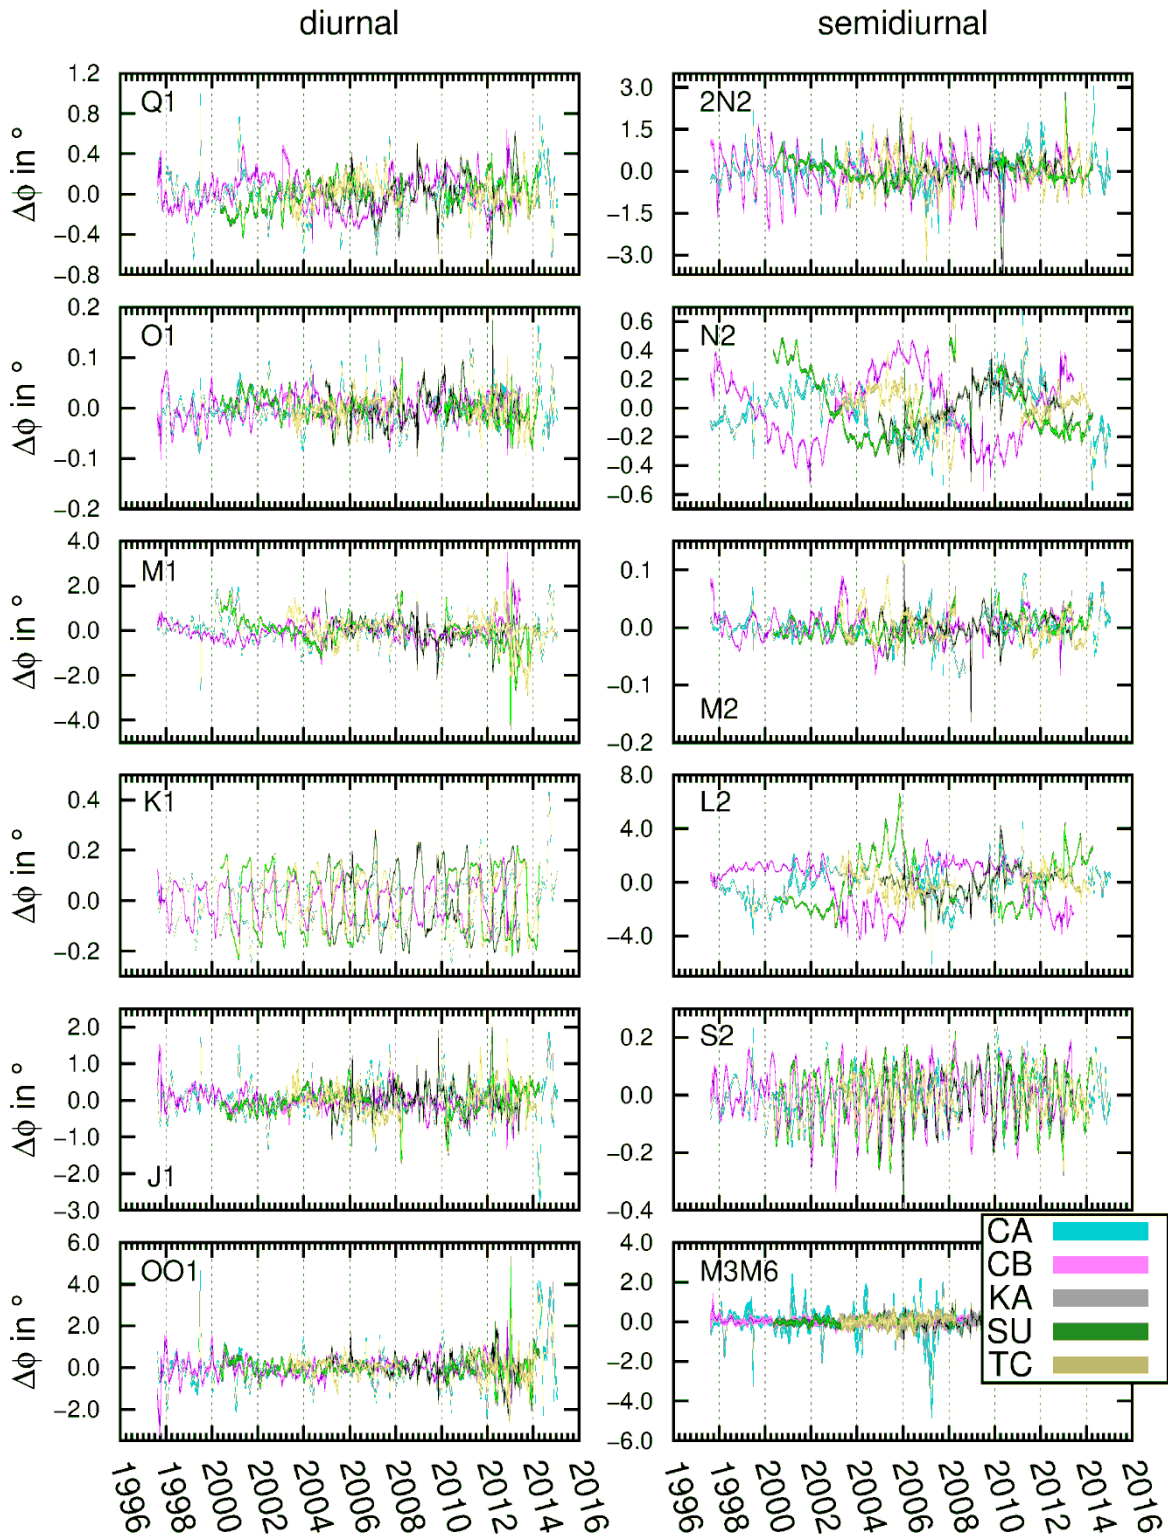 diurnal
semidiurnal
1.2
0.8
0.4
0.0
−0.4
−0.8
Δϕ in °
Q1
3.0
1.5
0.0
−1.5
−3.0
2N2
0.2
0.1
0.0
−0.1
−0.2
Δϕ in °
O1
0.6
0.4
0.2
0.0
−0.2
−0.4
−0.6
N2
4.0
2.0
0.0
−2.0
−4.0
Δϕ in °
M1
0.1
0.0
−0.1
−0.2
M2
0.4
0.2
0.0
−0.2
Δϕ in °
K1
8.0
4.0
0.0
−4.0
L2
2.0
1.0
0.0
−1.0
−2.0
−3.0
Δϕ in °
J1
0.2
0.0
−0.2
−0.4
S2
6.0
4.0
2.0
0.0
−2.0
Δϕ in °
OO1
4.0
2.0
0.0
−2.0
−4.0
−6.0
M3M6
CA
CB
KA
SU
TC
1996 1998 2000 2002 2004 2006 2008 2010 2012 2014 2016
1996 1998 2000 2002 2004 2006 2008 2010 2012 2014 2016